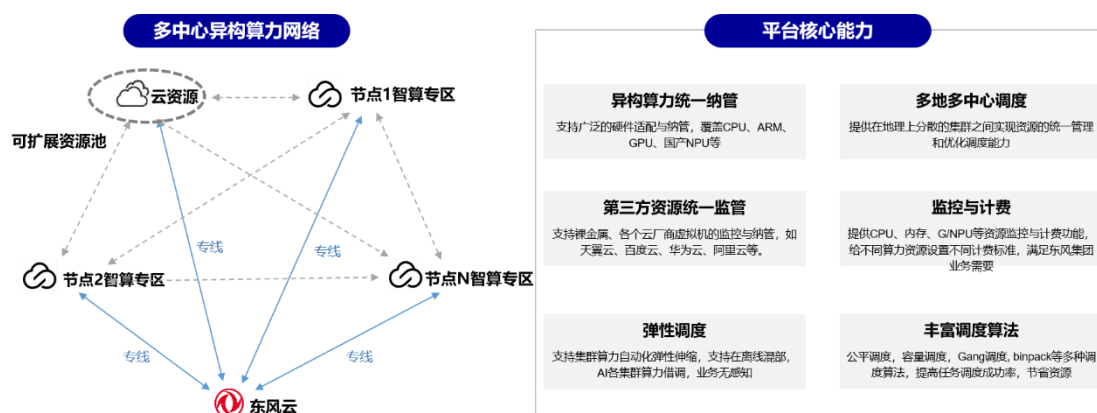 多中心异构算力网络
云资源
节点1智算专区
可扩展资源池
专线
专线
节点2智算专区
节点N智算专区
专线
专线
东风云
平台核心能力
异构算力统一纳管
支持广泛的硬件适配与纳管，覆盖CPU、ARM、
GPU、国产NPU等
多地多中心调度
提供在地理上分散的集群之间实现资源的统一管理
和优化调度能力
第三方资源统一监管
支持裸金属、各个云厂商虚拟机的监控与纳管，如
天翼云、百度云、华为云、阿里云等。
监控与计费
提供CPU、内存、G/NPU等资源监控与计费功能，
给不同算力资源设置不同计费标准，满足东风集团
业务需要
弹性调度
支持集群算力自动化弹性伸缩，支持在离线混部，
AI各集群算力借调，业务无感知
丰富调度算法
公平调度，容量调度，Gang调度, binpack等多种调
度算法，提高任务调度成功率，节省资源